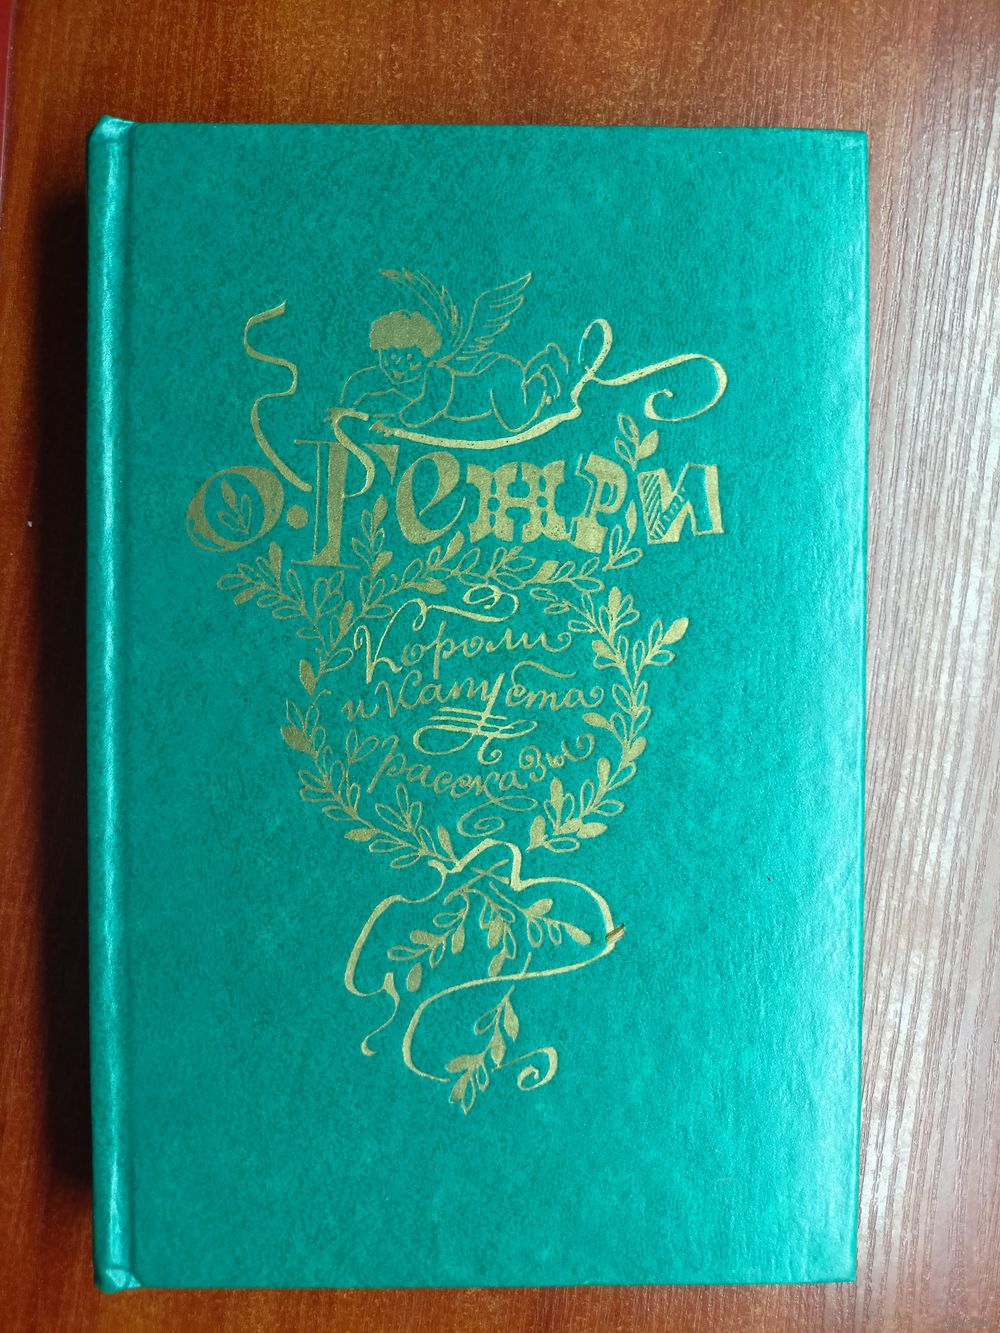 О. Генри
Короли
и капуста
рассказы